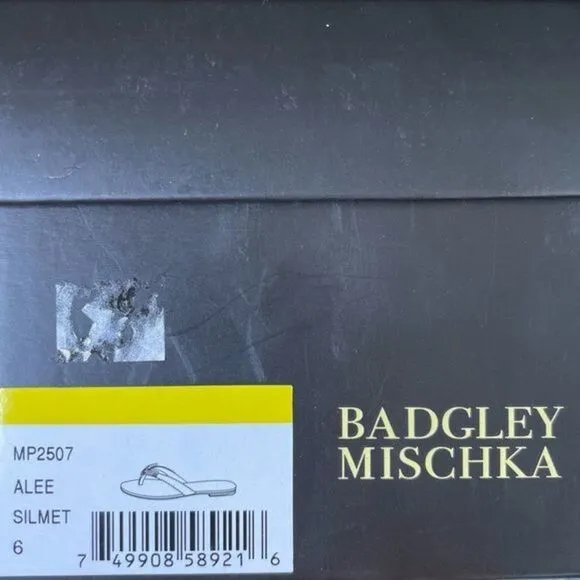 BADGLEY
MISCHKA
MP2507
ALEE
SILMET
6
7 49908 58921 6